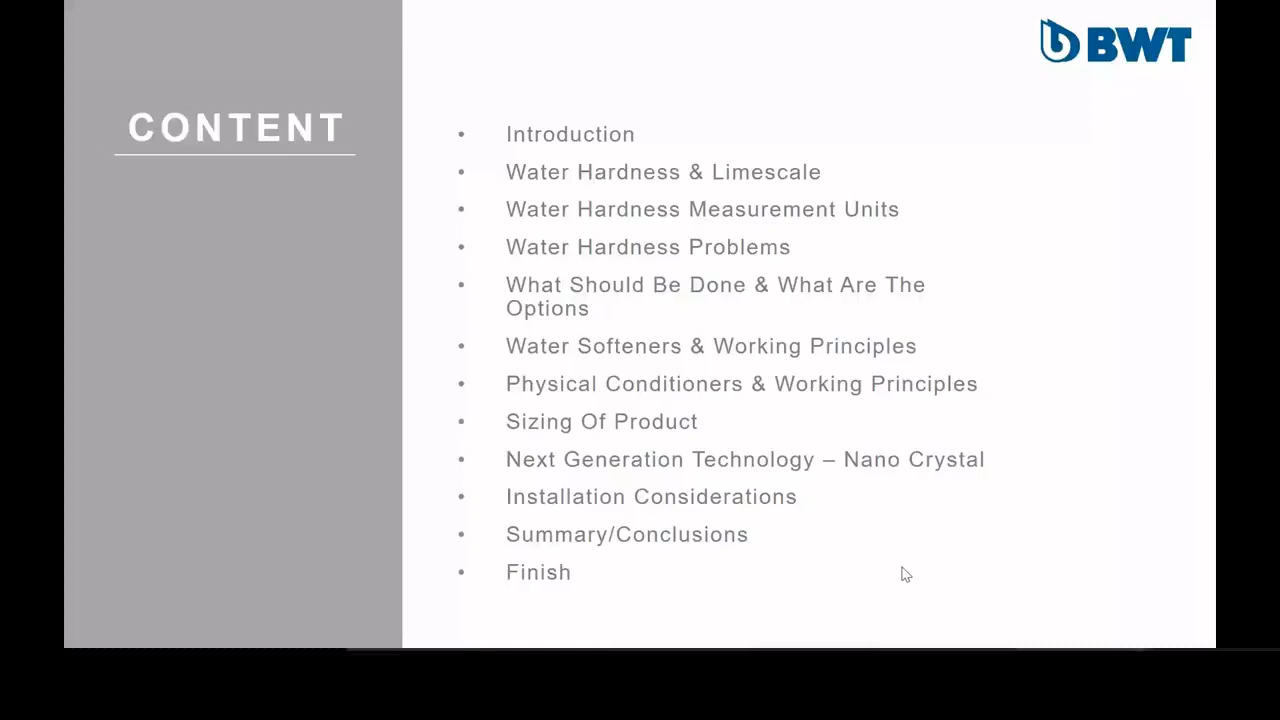 BWT
CONTENT
• Introduction
• Water Hardness & Limescale
• Water Hardness Measurement Units
• Water Hardness Problems
• What Should Be Done & What Are The
Options
• Water Softeners & Working Principles
• Physical Conditioners & Working Principles
• Sizing Of Product
• Next Generation Technology – Nano Crystal
• Installation Considerations
• Summary/Conclusions
• Finish